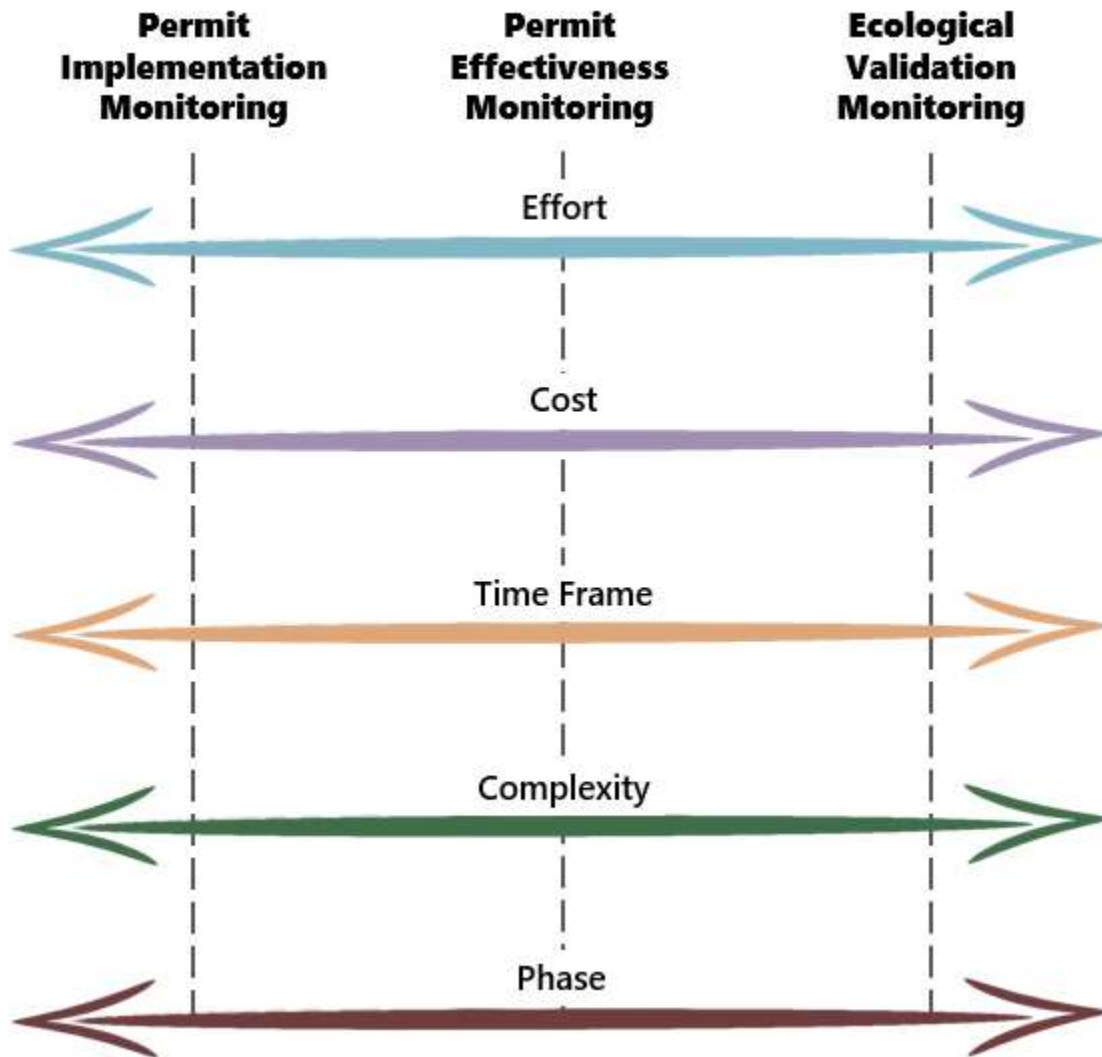 Permit
Implementation
Monitoring
Permit
Effectiveness
Monitoring
Ecological
Validation
Monitoring
Effort
Cost
Time Frame
Complexity
Phase